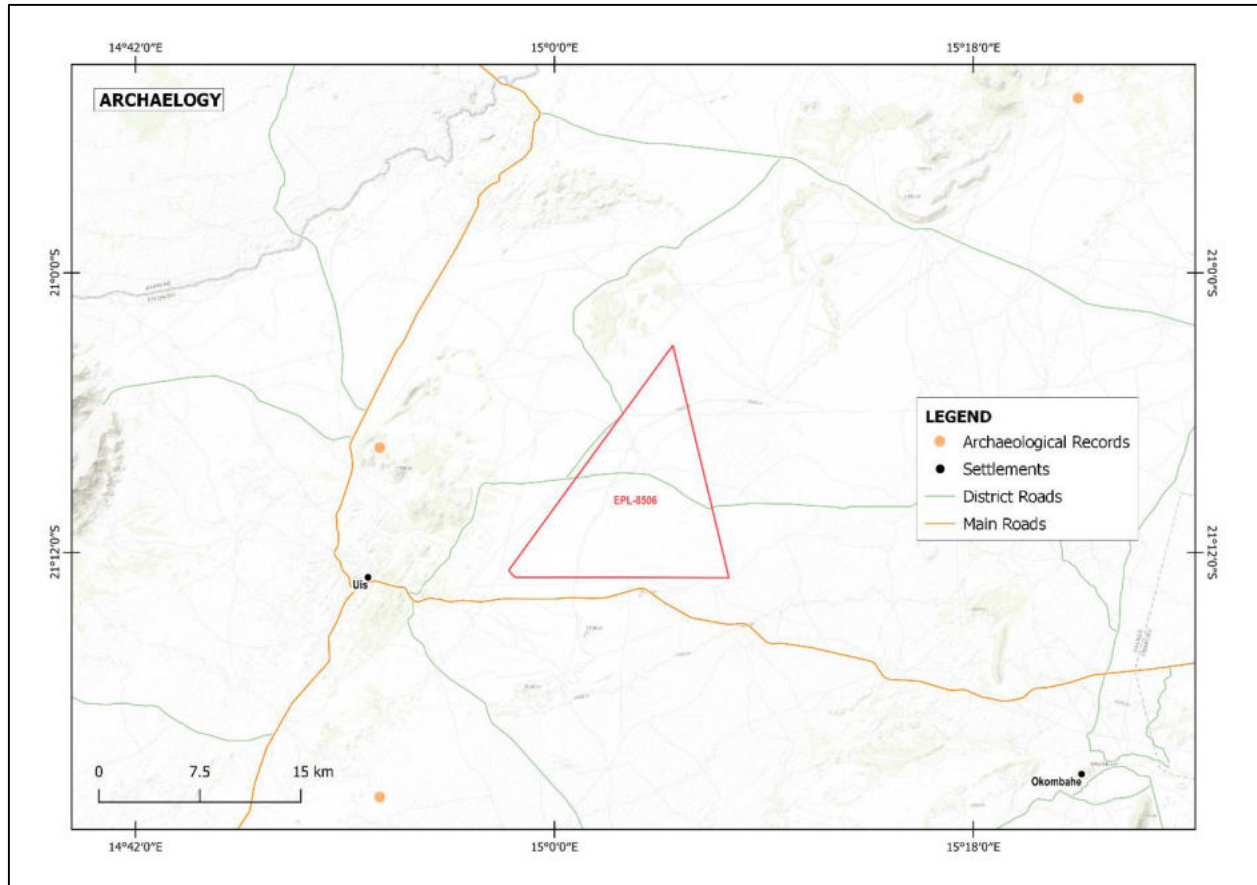 14°42'0"E
15°0'0"E
15°18'0"E
ARCHAELOGY
21°0'0"S
21°0'0"S
LEGEND
Archaeological Records
Settlements
District Roads
Main Roads
EPL-8506
21°12'0"S
21°12'0"S
Uis
0 7.5 15 km
Okombahe
14°42'0"E
15°0'0"E
15°18'0"E